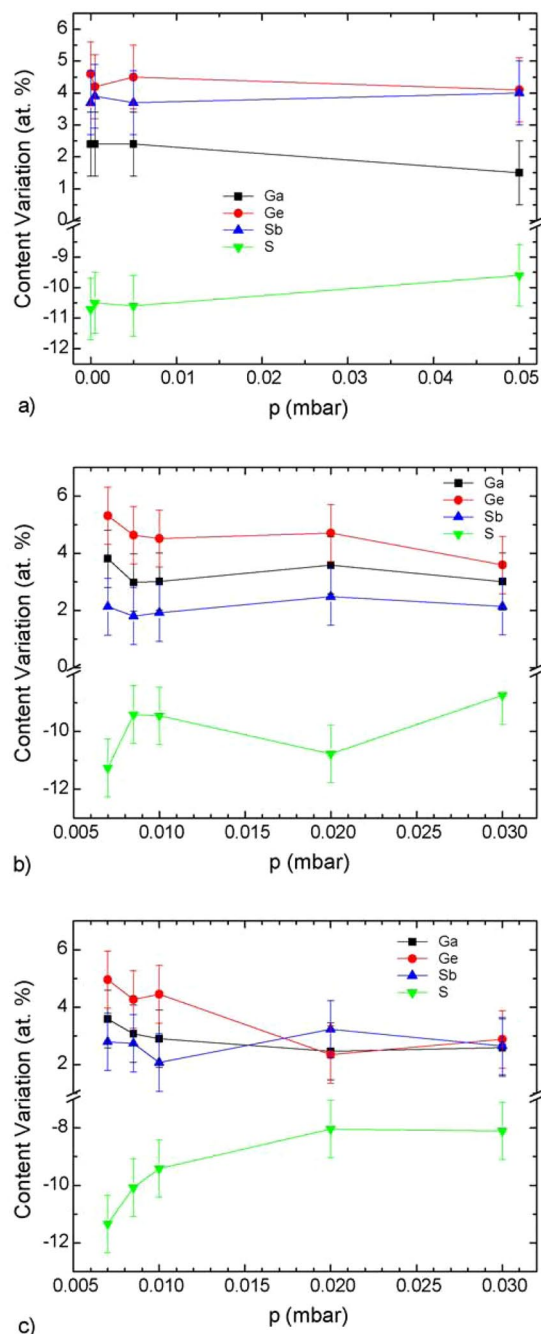 6
5
4
3
2
1
0
-9
-10
-11
-12
Content Variation (at. %)
Ga
Ge
Sb
S
0.00
0.01
0.02
0.03
0.04
0.05
p (mbar)
a)
6
4
2
0
-10
-12
Content Variation (at. %)
Ga
Ge
Sb
S
0.005
0.010
0.015
0.020
0.025
0.030
p (mbar)
b)
6
4
2
-8
-10
-12
Content Variation (at. %)
Ga
Ge
Sb
S
0.005
0.010
0.015
0.020
0.025
0.030
p (mbar)
c)